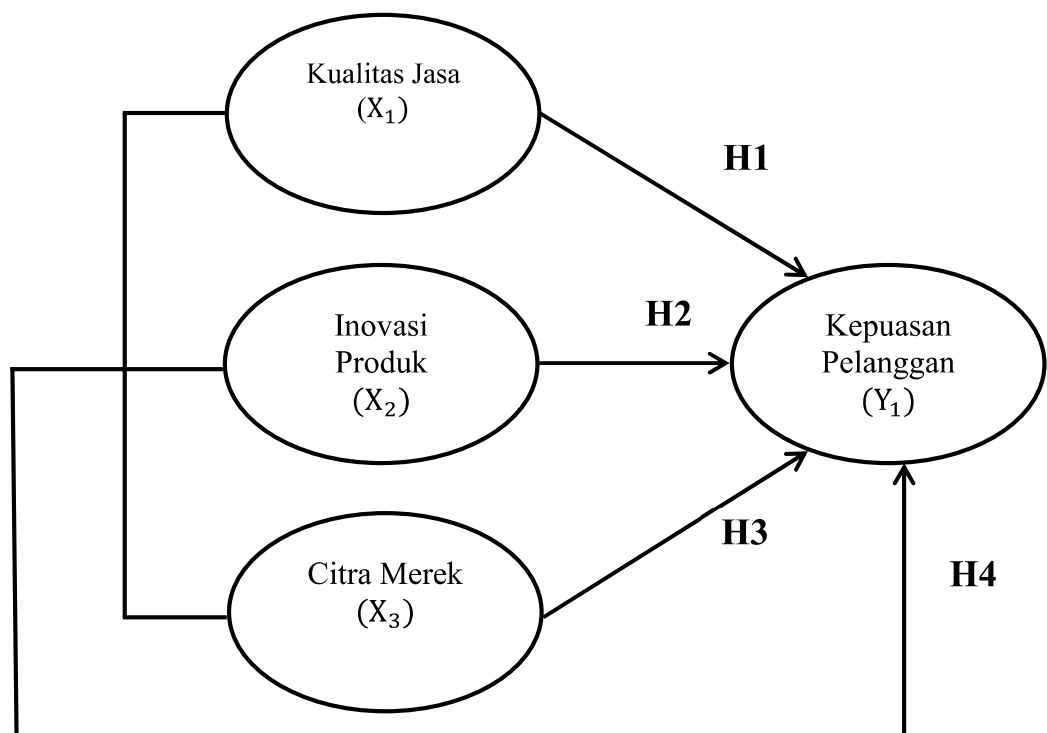 Kualitas Jasa
(X₁)
H1
Inovasi
Produk
(X₂)
H2
Kepuasan
Pelanggan
(Y₁)
Citra Merek
(X₃)
H3
H4